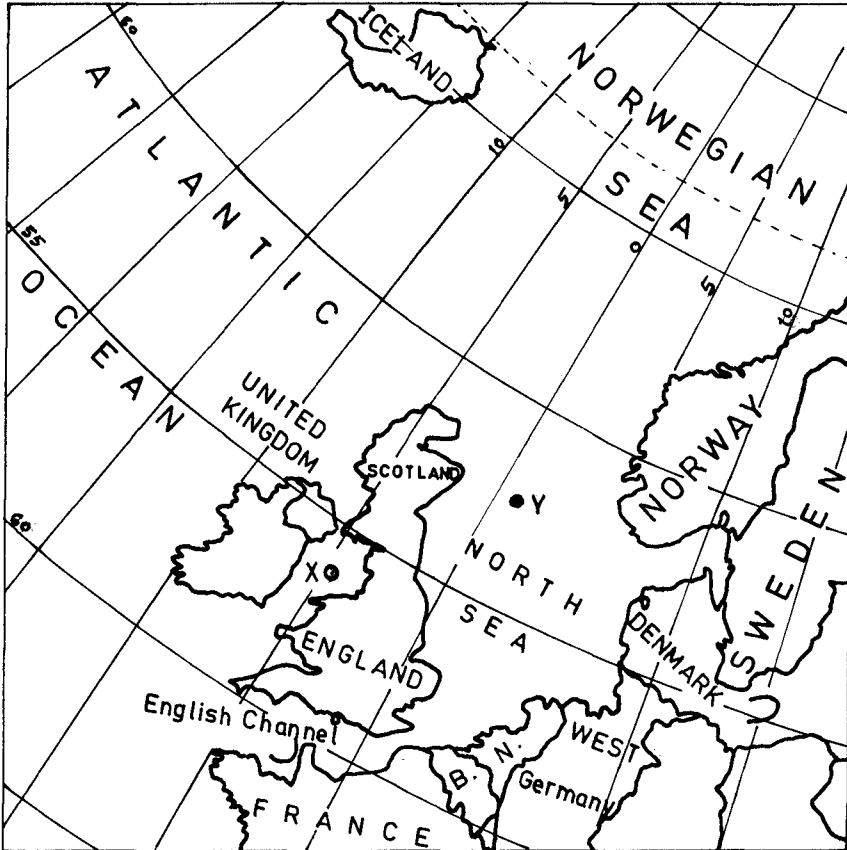 60
ICELAND
ATLANTIC
OCEAN
NORWEGIAN
SEA
10
5
0
5
10
55
60
UNITED
KINGDOM
SCOTLAND
Y
X
NORTH
SEA
NORWAY
SWEDEN
DENMARK
ENGLAND
English Channel
B.
N.
WEST
Germany
FRANCE